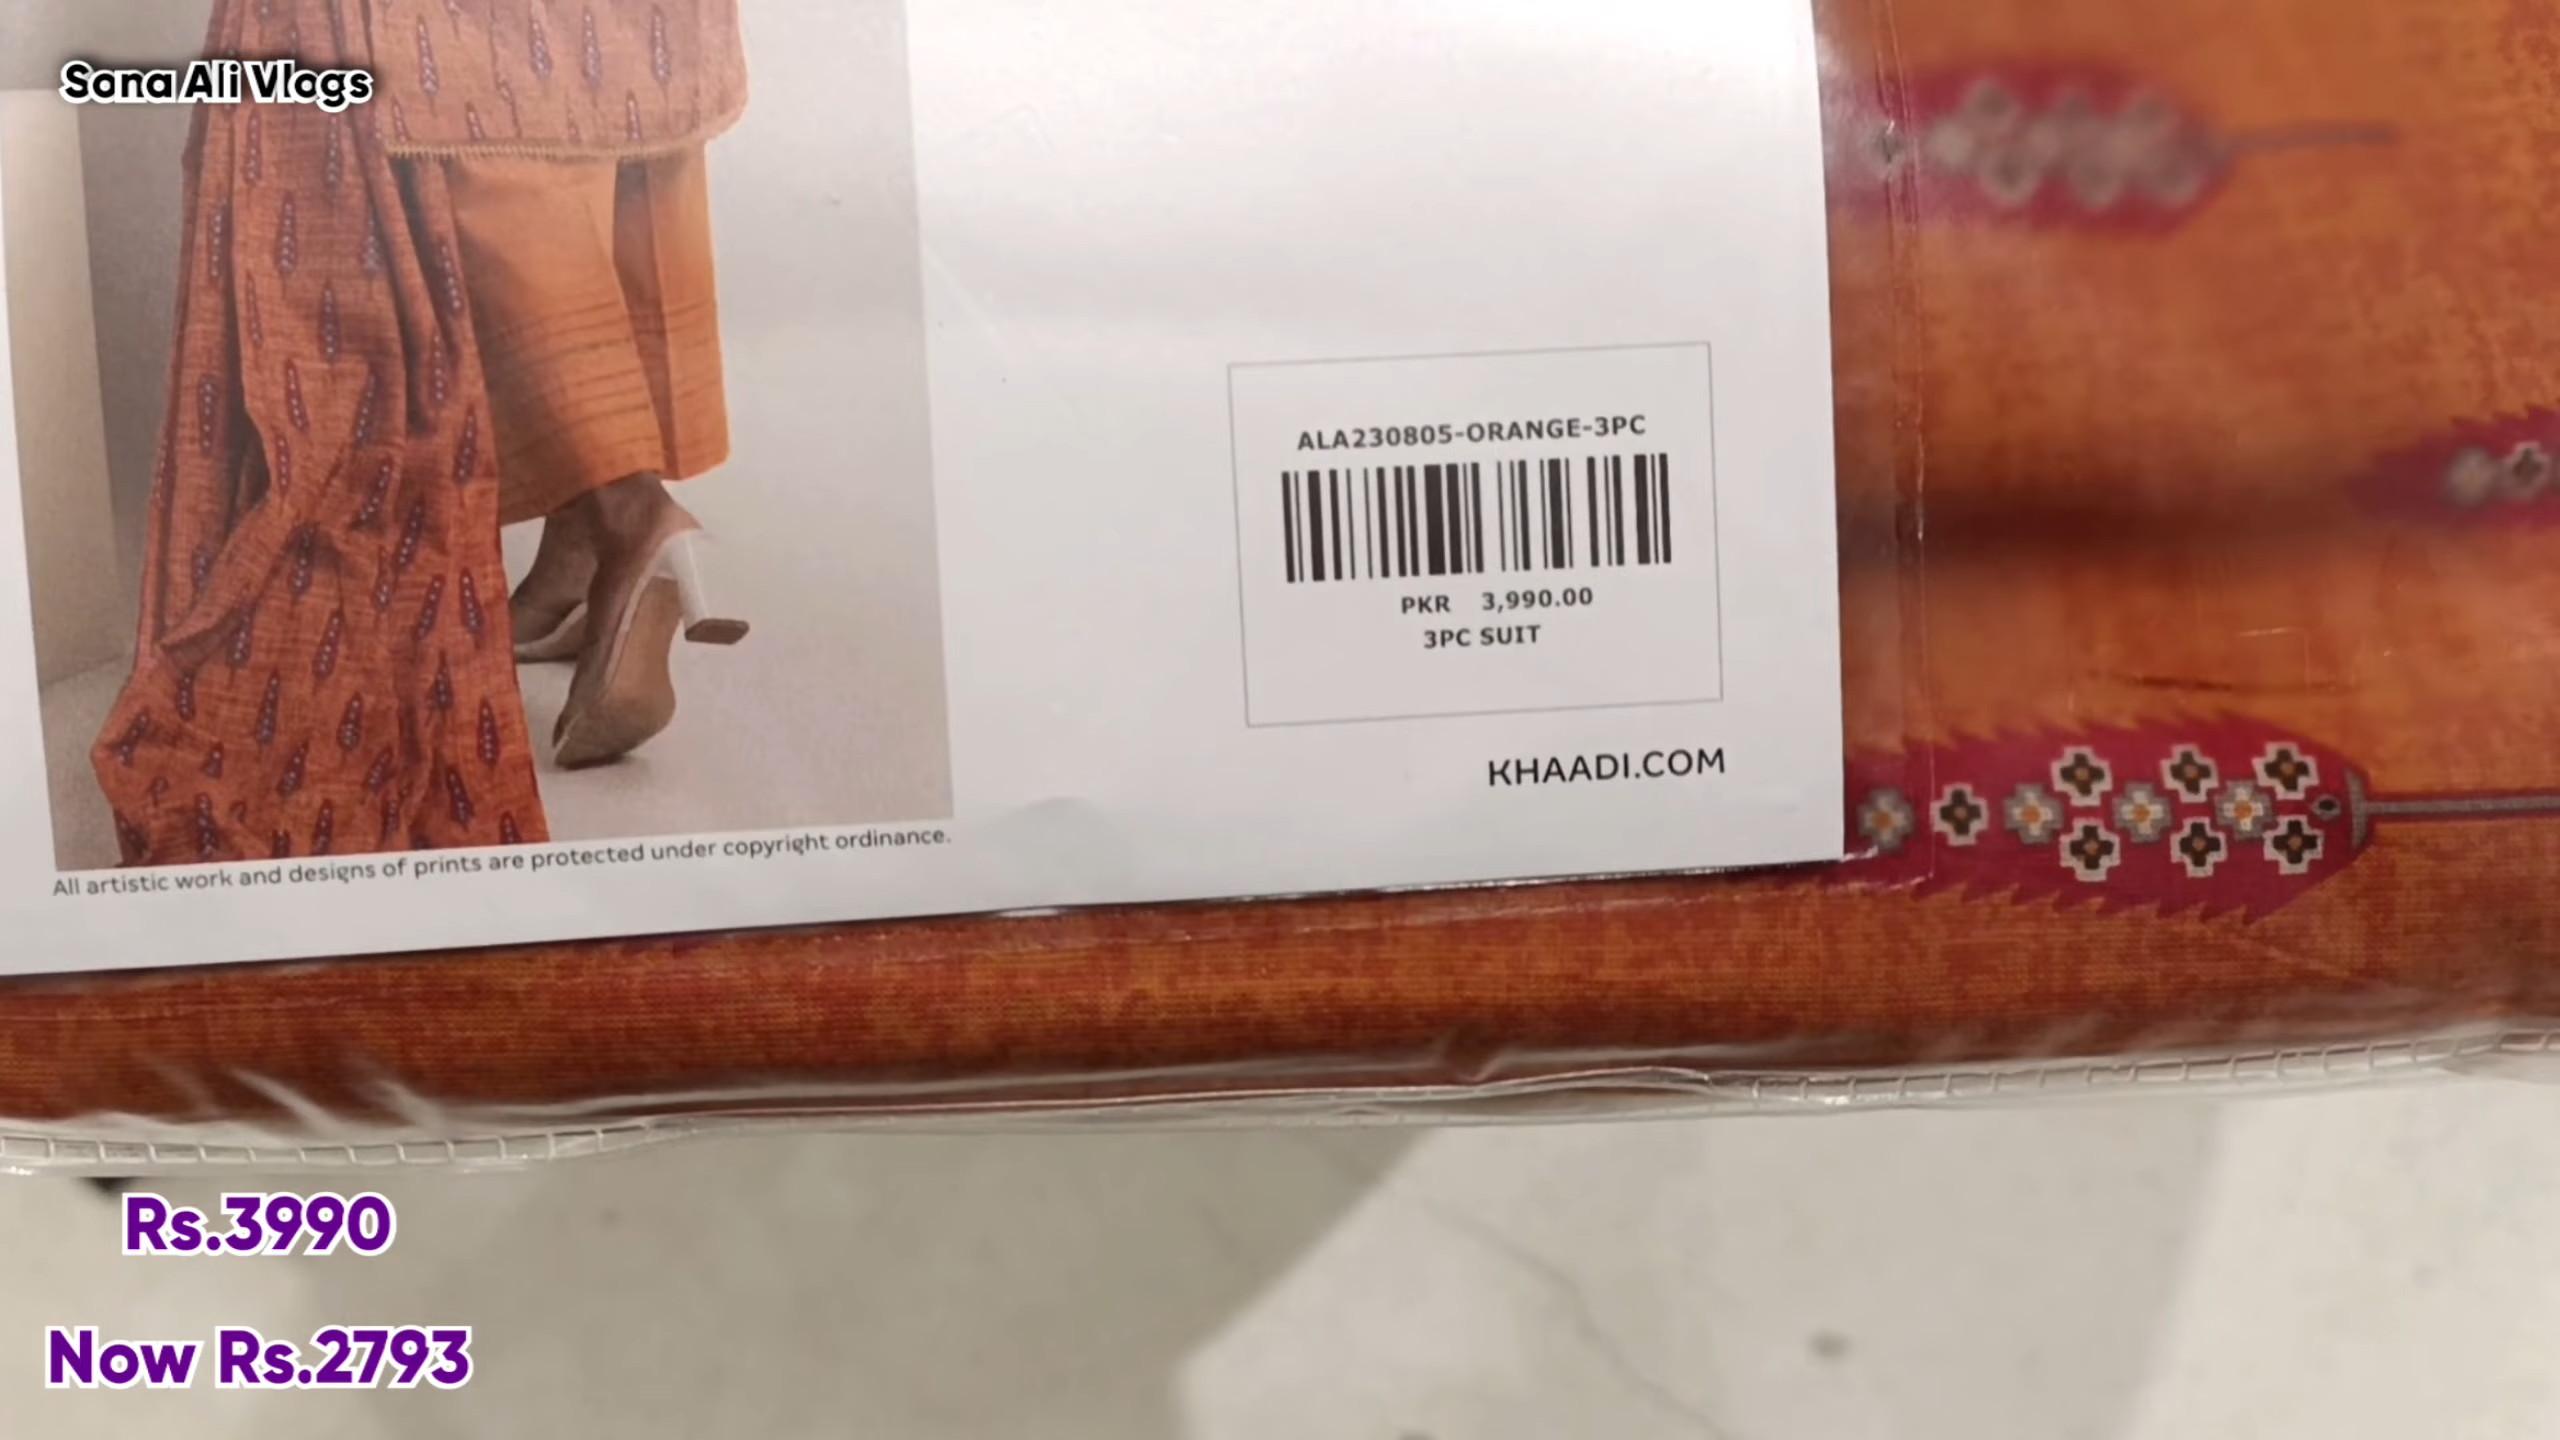 Sana Ali Vlogs
ALA230805-ORANGE-3PC
PKR 3,990.00
3PC SUIT
KHAADI.COM
All artistic work and designs of prints are protected under copyright ordinance.
Rs.3990
Now Rs.2793